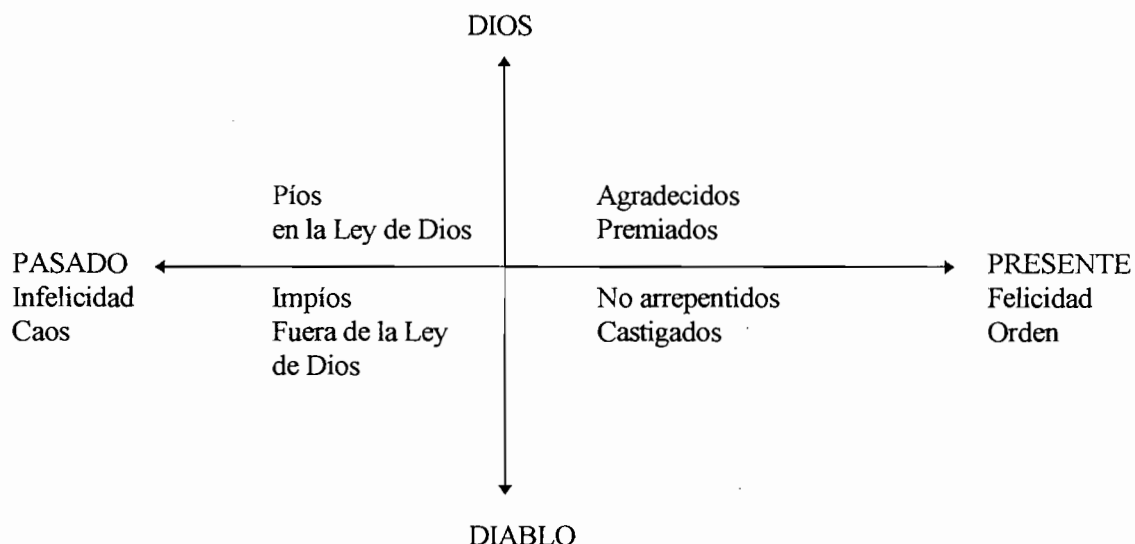 DIOS
Píos
en la Ley de Dios
Agradecidos
Premiados
PASADO
Infelicidad
Caos
PRESENTE
Felicidad
Orden
Impíos
Fuera de la Ley
de Dios
No arrepentidos
Castigados
DIABLO